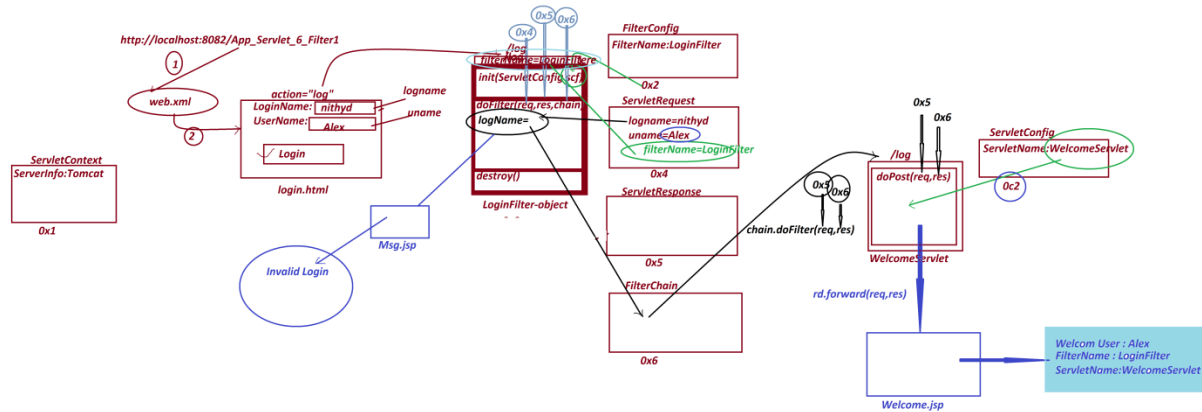 http://localhost:8082/App_Servlet_6_Filter1
1
web.xml
2
action="log"
LoginName: nithyd
UserName: Alex
Login
login.html
logname
uname
ServletContext
ServerInfo:Tomcat
0x1
0x4
0x5
0x6
/log
filterName=LoginFiltere
init(ServletConfig scf)
doFilter(req,res,chain
logName=
destroy()
LoginFilter-object
Msg.jsp
Invalid Login
FilterConfig
FilterName:LoginFilter
0x2
ServletRequest
logname=nithyd
uname=Alex
filterName=LoginFilter
0x4
ServletResponse
0x5
FilterChain
0x6
0x5
0x6
chain.doFilter(req,res)
0x5
0x6
/log
doPost(req,res)
WelcomeServlet
ServletConfig
ServletName:WelcomeServlet
0c2
rd.forward(req,res)
Welcome.jsp
Welcom User : Alex
FilterName : LoginFilter
ServletName:WelcomeServlet